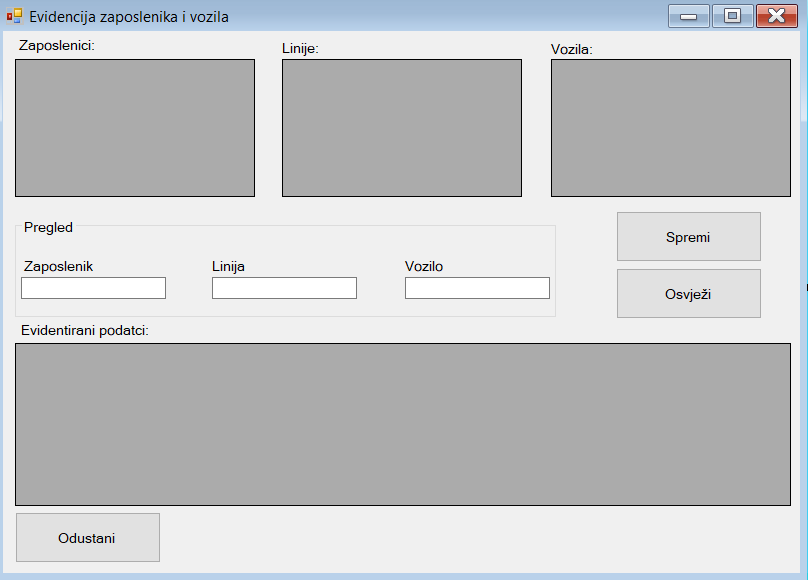 Evidencija zaposlenika i vozila
Zaposlenici:
Linije:
Vozila:
Pregled
Zaposlenik
Linija
Vozilo
Spremi
Osvježi
Evidentirani podatci:
Odustani